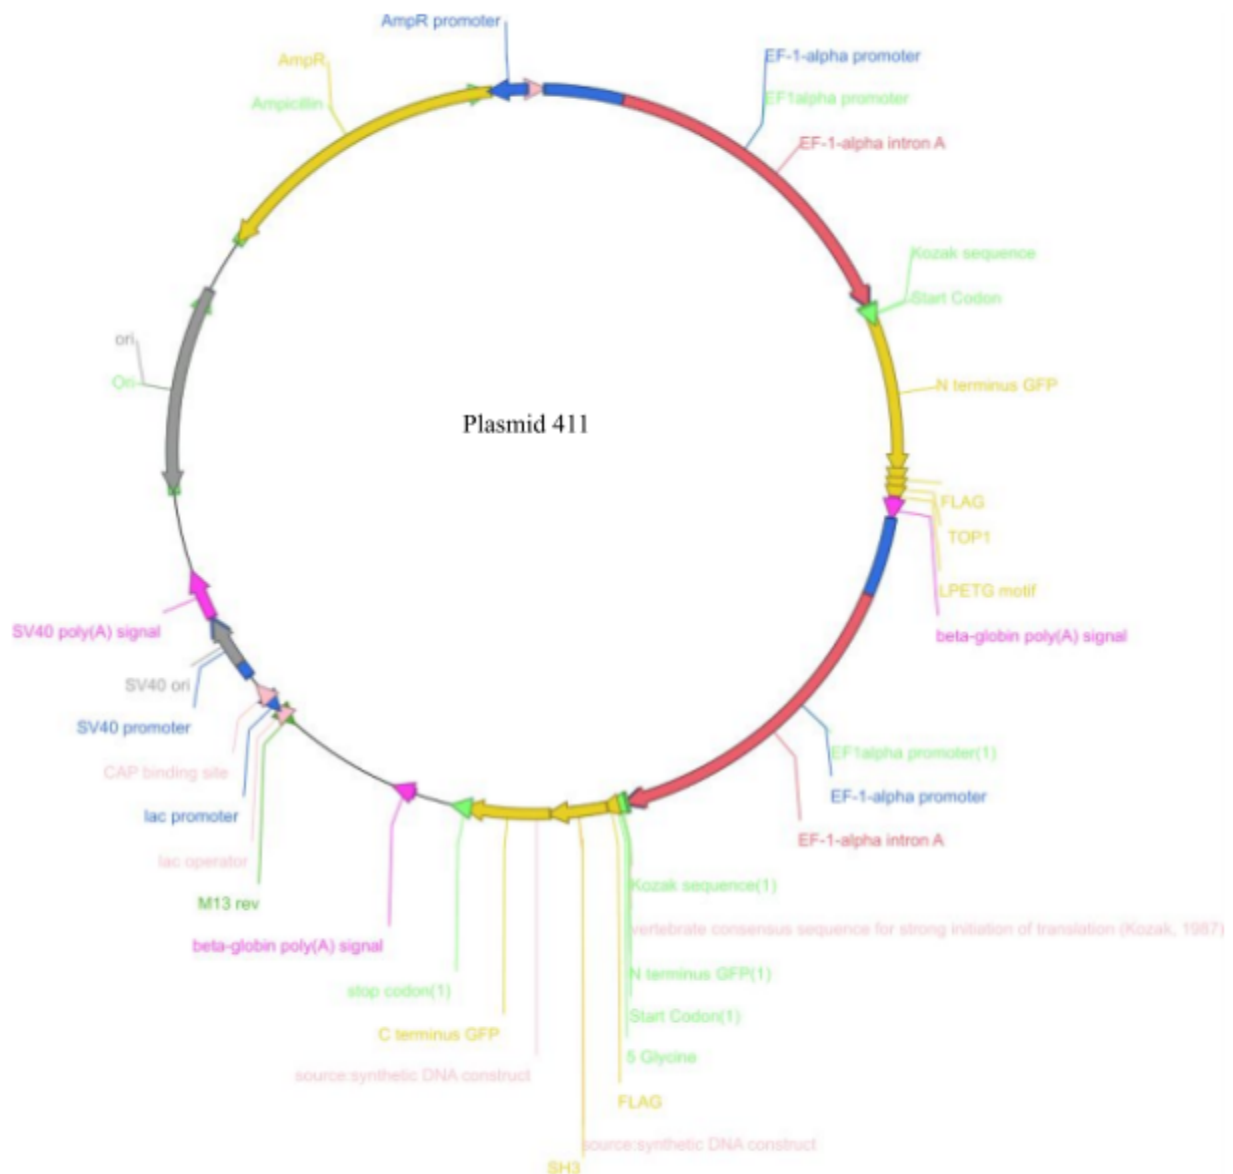 AmpR promoter
AmpR
Ampicillin
EF-1-alpha promoter
EF1alpha promoter
EF-1-alpha intron A
Kozak sequence
Start Codon
ori
Ori
N terminus GFP
Plasmid 411
FLAG
TOP1
LPETG motif
beta-globin poly(A) signal
SV40 poly(A) signal
SV40 ori
SV40 promoter
CAP binding site
lac promoter
lac operator
M13 rev
beta-globin poly(A) signal
stop codon(1)
C terminus GFP
source:synthetic DNA construct
EF1alpha promoter(1)
EF-1-alpha promoter
EF-1-alpha intron A
Kozak sequence(1)
vertebrate consensus sequence for strong initiation of translation (Kozak, 1987)
N terminus GFP(1)
Start Codon(1)
5 Glycine
FLAG
source:synthetic DNA construct
SH3